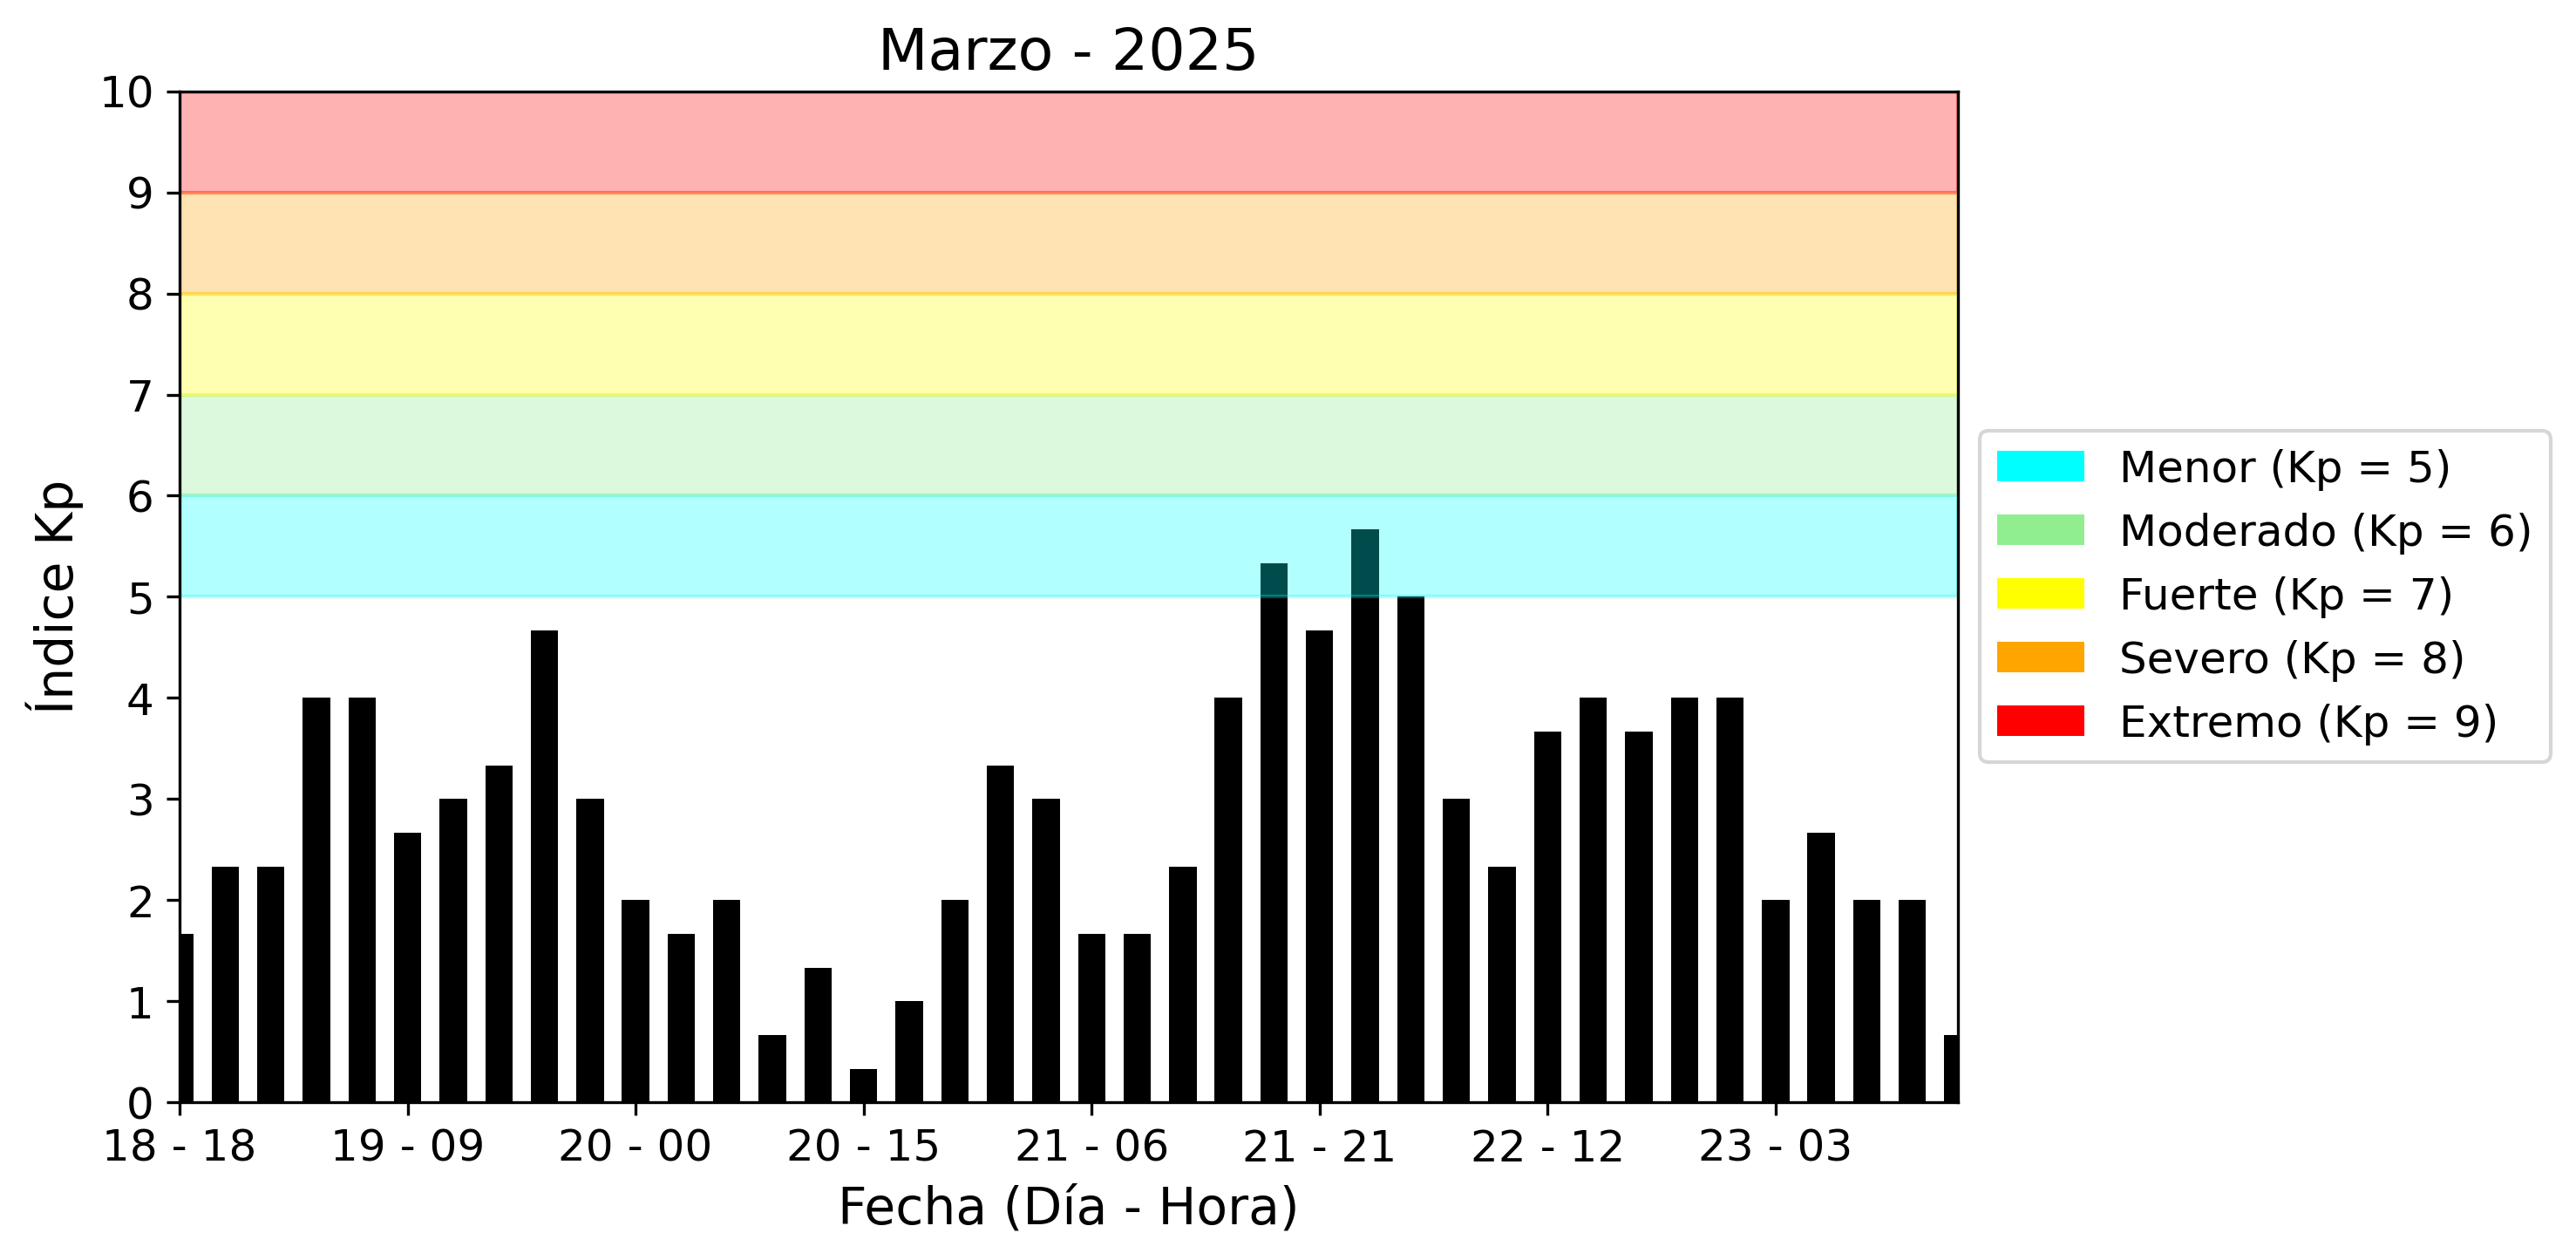 Marzo - 2025
10
9
8
7
6
5
4
3
2
1
0
Índice Kp
18 - 18
19 - 09
20 - 00
20 - 15
21 - 06
21 - 21
22 - 12
23 - 03
Fecha (Día - Hora)
Menor (Kp = 5)
Moderado (Kp = 6)
Fuerte (Kp = 7)
Severo (Kp = 8)
Extremo (Kp = 9)